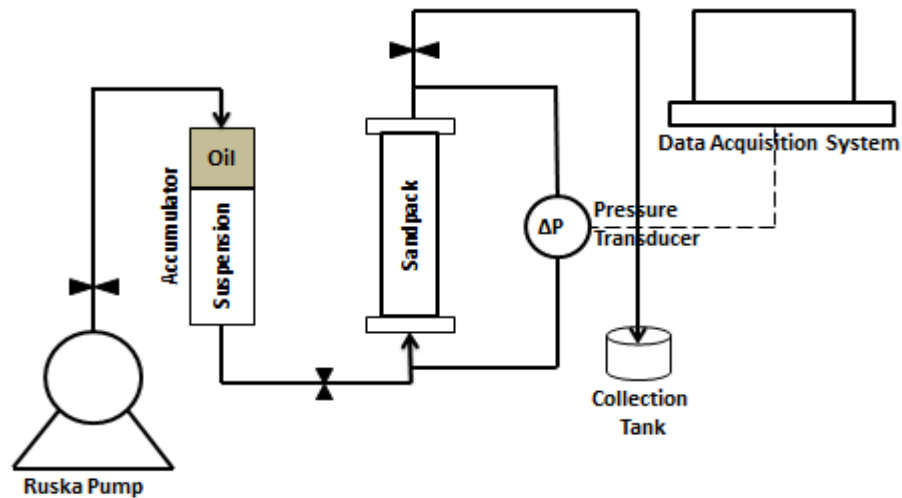 Oil
Accumulator
Suspension
Sandpack
ΔP
Pressure
Transducer
Data Acquisition System
Collection
Tank
Ruska Pump